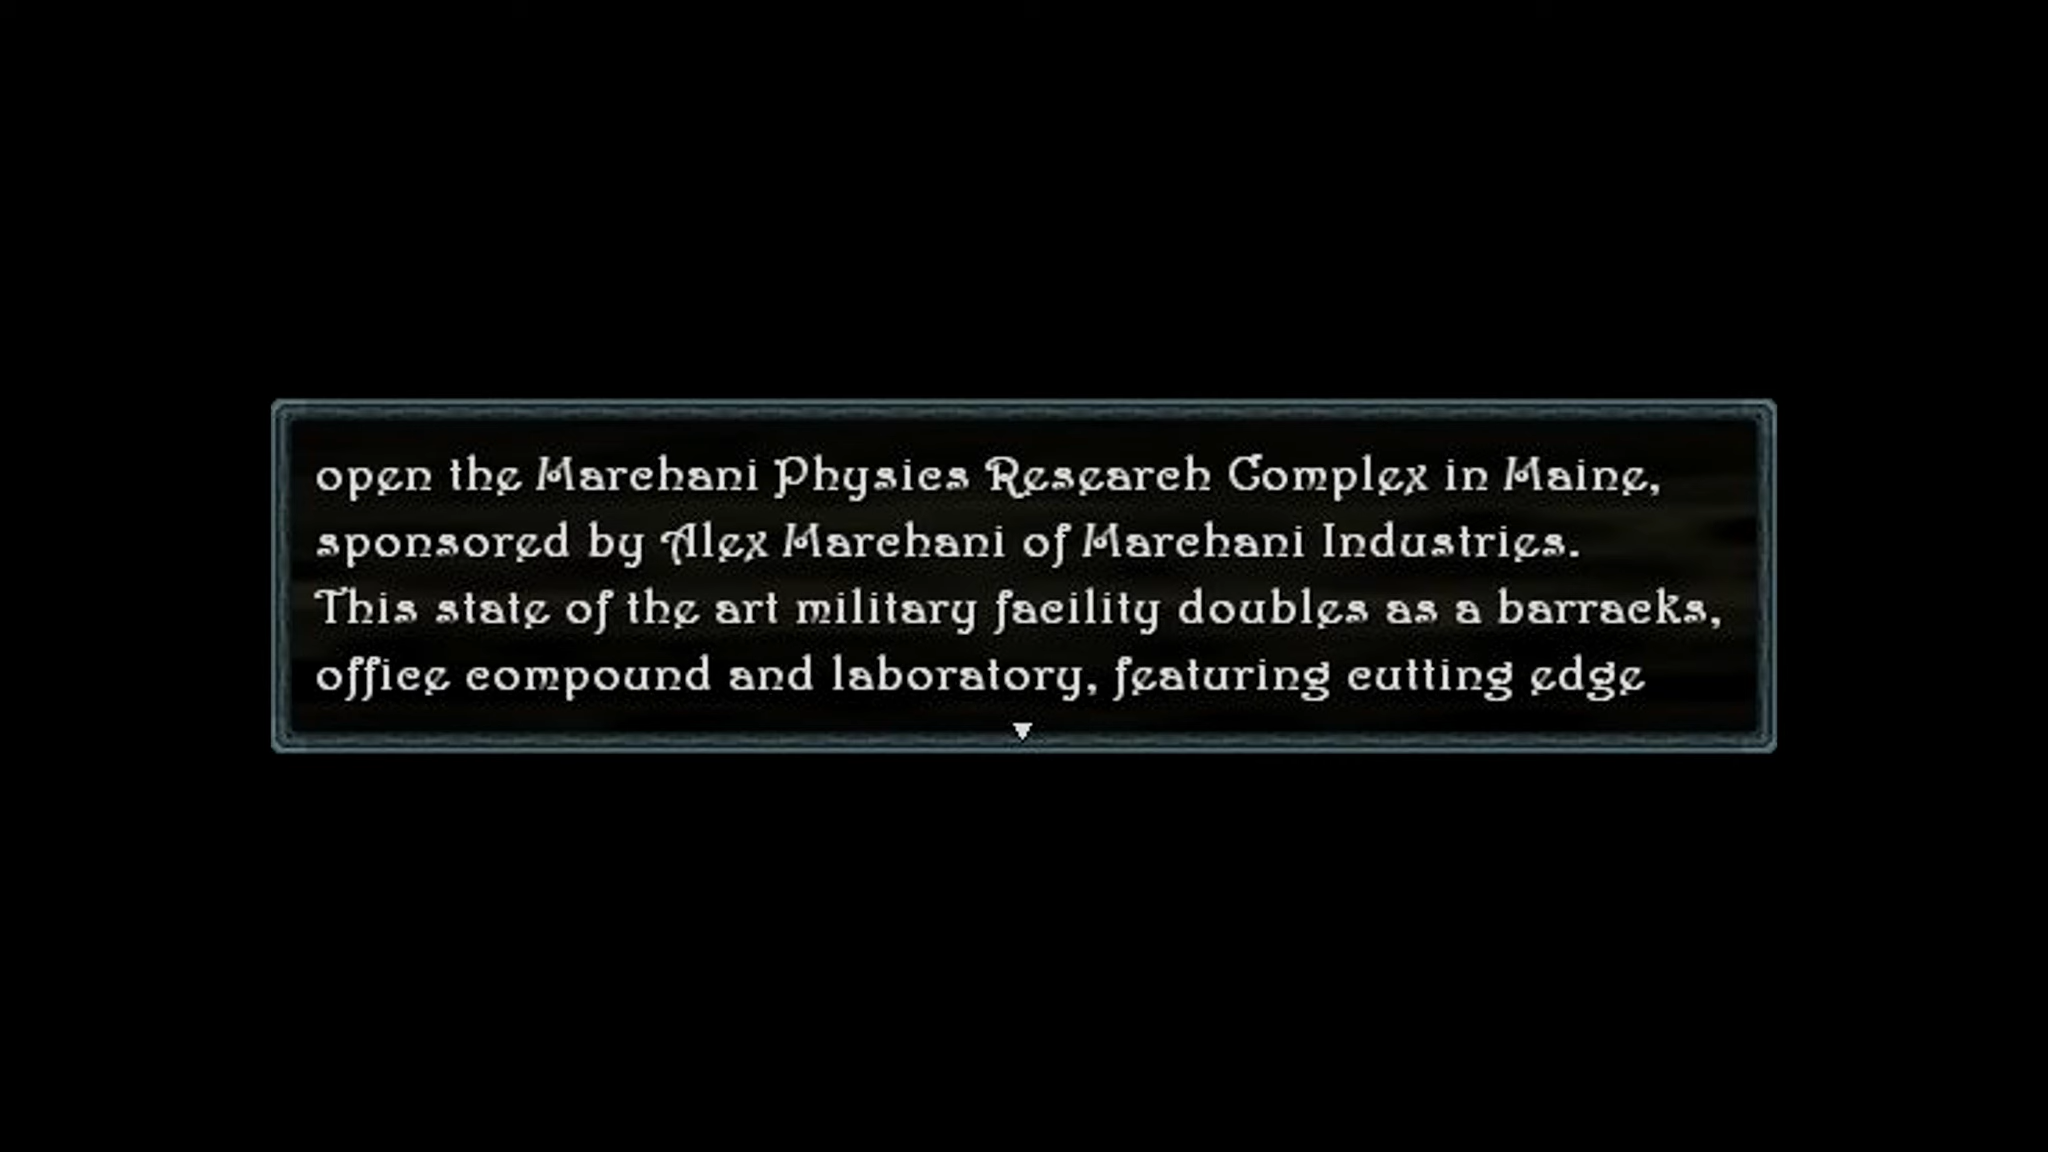 open the Marchani Physics Research Complex in Maine,
sponsored by Alex Marchani of Marchani Industries.
This state of the art military facility doubles as a barracks,
office compound and laboratory, featuring cutting edge